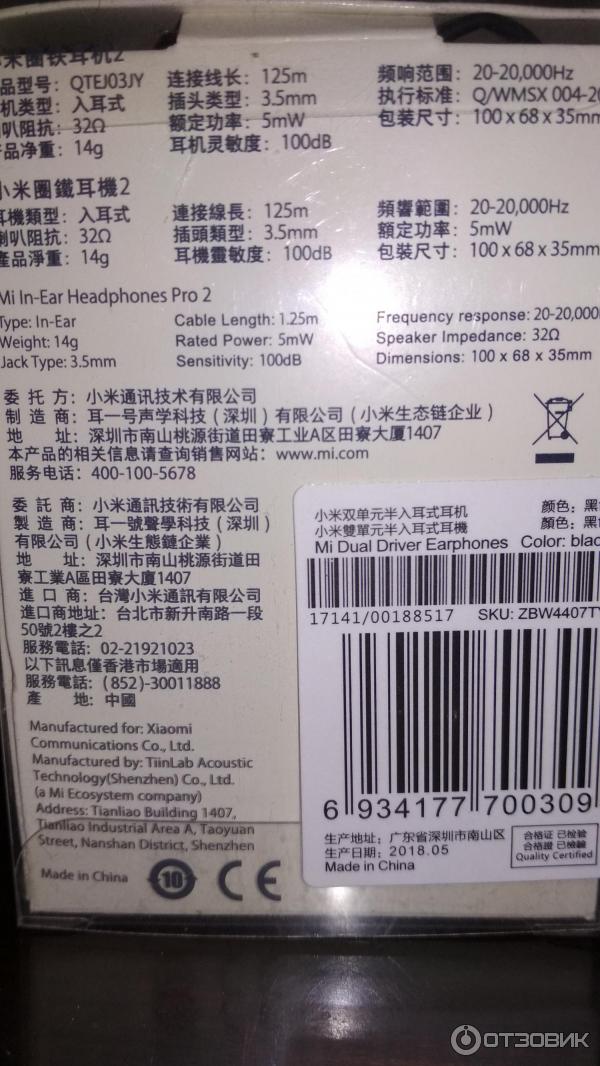 米圈铁耳机2
品型号：QTEJ03JY 连接线长：125m 频响范围：20-20,000Hz
机类型：入耳式 插头类型：3.5mm 执行标准：Q/WMSX 004-20
叭阻抗：32Ω 额定功率：5mW 包装尺寸：100 x 68 x 35mm
产品净重：14g 耳机灵敏度：100dB
小米圈鐵耳機2
耳機類型：入耳式 連接線長：125m 頻響範圍：20-20,000Hz
喇叭阻抗：32Ω 插頭類型：3.5mm 額定功率：5mW
產品淨重：14g 耳機靈敏度：100dB 包裝尺寸：100 x 68 x 35mm
Mi In-Ear Headphones Pro 2
Type: In-Ear Cable Length: 1.25m Frequency response: 20-20,000
Weight: 14g Rated Power: 5mW Speaker Impedance: 32Ω
Jack Type: 3.5mm Sensitivity: 100dB Dimensions: 100 x 68 x 35mm
委托方：小米通讯技术有限公司
制造商：耳一号声学科技（深圳）有限公司（小米生态链企业）
地址：深圳市南山桃源街道田寮工业A区田寮大厦1407
本产品的相关信息请查询销售网站：www.mi.com
服务电话：400-100-5678
委託商：小米通訊技術有限公司
製造商：耳一號聲學科技（深圳）
有限公司（小米生態鏈企業）
地址：深圳市南山桃源街道田
寮工業A區田寮大廈1407
進口商：台灣小米通訊有限公司
進口商地址：台北市新升南路一段
50號2樓之2
服務電話：02-21921023
以下訊息僅香港市場適用
服務電話：(852)-30011888
產地：中國
Manufactured for: Xiaomi
Communications Co., Ltd.
Manufactured by: TiinLab Acoustic
Technology(Shenzhen) Co., Ltd.
(a Mi Ecosystem company)
Address: Tianliao Building 1407,
Tianliao Industrial Area A, Taoyuan
Street, Nanshan District, Shenzhen
Made in China 10 CE
小米双单元半入耳式耳机 颜色：黑
小米雙單元半入耳式耳機 顏色：黑
Mi Dual Driver Earphones Color: blac
17141/00188517 SKU: ZBW4407T
6 934177 700309
生产地址：广东省深圳市南山区
生产日期：2018.05
Made in China
合格证 已检验
合格證 已檢驗
Quality Certified
ОТЗОВИК